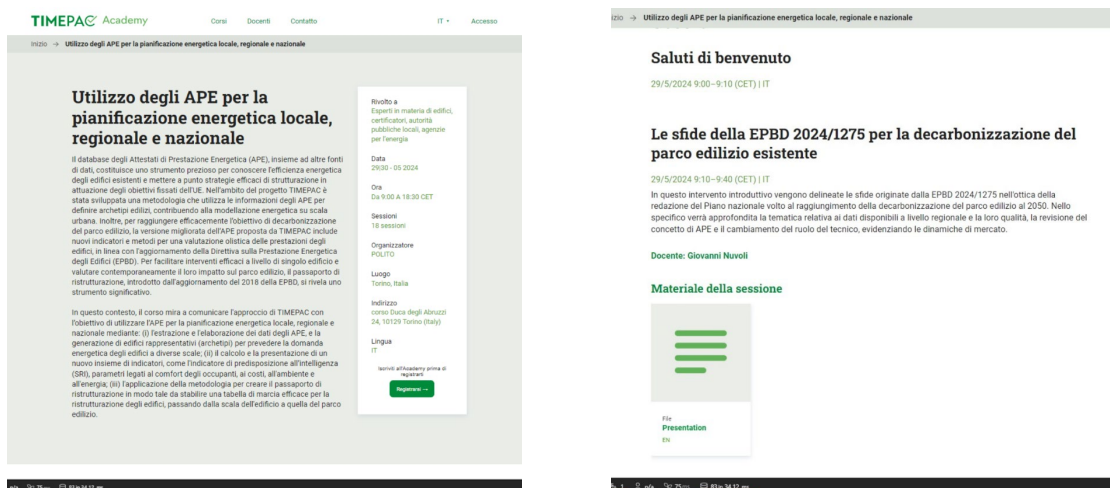 TIMEPAC Academy
Corsi
Docenti
Contatto
IT
Accesso
Inizio → Utilizzo degli APE per la pianificazione energetica locale, regionale e nazionale
Utilizzo degli APE per la
pianificazione energetica locale,
regionale e nazionale
Il database degli Attestati di Prestazione Energetica (APE), insieme ad altre fonti
di dati, costituisce uno strumento prezioso per conoscere l'efficienza energetica
degli edifici esistenti e mettere a punto strategie efficaci di strutturazione in
attuazione degli obiettivi fissati dell'UE. Nell'ambito del progetto TIMEPAC è
stata sviluppata una metodologia che utilizza le informazioni degli APE per
definire archetipi edilizi, contribuendo alla modellazione energetica su scala
urbana. Inoltre, per raggiungere efficacemente l'obiettivo di decarbonizzazione
del parco edilizio, la versione migliorata dell'APE proposta da TIMEPAC include
nuovi indicatori e metodi per una valutazione olistica delle prestazioni degli
edifici, in linea con l'aggiornamento della Direttiva sulla Prestazione Energetica
degli Edifici (EPBD). Per facilitare interventi efficaci a livello di singolo edificio e
valutare contemporaneamente il loro impatto sul parco edilizio, il passaporto di
ristrutturazione, introdotto dall'aggiornamento del 2018 della EPBD, si rivela uno
strumento significativo.
In questo contesto, il corso mira a comunicare l'approccio di TIMEPAC con
l'obiettivo di utilizzare l'APE per la pianificazione energetica locale, regionale e
nazionale mediante: (i) l'estrazione e l'elaborazione dei dati degli APE, e la
generazione di edifici rappresentativi (archetipi) per prevedere la domanda
energetica degli edifici a diverse scale; (ii) il calcolo e la presentazione di un
nuovo insieme di indicatori, come l'indicatore di predisposizione all'intelligenza
(SRI), parametri legati al comfort degli occupanti, ai costi, all'ambiente e
all'energia; (iii) l'applicazione della metodologia per creare il passaporto di
ristrutturazione in modo tale da stabilire una tabella di marcia efficace per la
ristrutturazione degli edifici, passando dalla scala dell'edificio a quella del parco
edilizio.
Rivolto a
Esperti in materia di edifici,
certificatori, autorità
pubbliche locali, agenzie
per l'energia
Data
29|30 - 05 2024
Ora
Da 9:00 A 18:30 CET
Sessioni
18 sessioni
Organizzatore
POLITO
Luogo
Torino, Italia
Indirizzo
corso Duca degli Abruzzi
24, 10129 Torino (Italy)
Lingua
IT
Iscriviti all'Academy prima di
registrarti
Registrarsi →
n/a 75 ms 83 in 34.12 ms
izio → Utilizzo degli APE per la pianificazione energetica locale, regionale e nazionale
Saluti di benvenuto
29/5/2024 9:00–9:10 (CET) | IT
Le sfide della EPBD 2024/1275 per la decarbonizzazione del
parco edilizio esistente
29/5/2024 9:10–9:40 (CET) | IT
In questo intervento introduttivo vengono delineate le sfide originate dalla EPBD 2024/1275 nell'ottica della
redazione del Piano nazionale volto al raggiungimento della decarbonizzazione del parco edilizio al 2050. Nello
specifico verrà approfondita la tematica relativa ai dati disponibili a livello regionale e la loro qualità, la revisione del
concetto di APE e il cambiamento del ruolo del tecnico, evidenziando le dinamiche di mercato.
Docente: Giovanni Nuvoli
Materiale della sessione
File
Presentation
EN
1 n/a 75 ms 83 in 34.12 ms